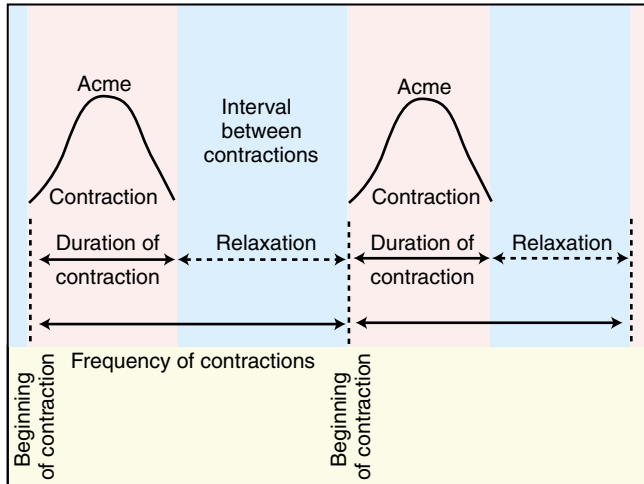 Acme
Interval
between
contractions
Acme
Contraction
Contraction
Duration of
contraction
Relaxation
Duration of
contraction
Relaxation
Frequency of contractions
Beginning
of contraction
Beginning
of contraction